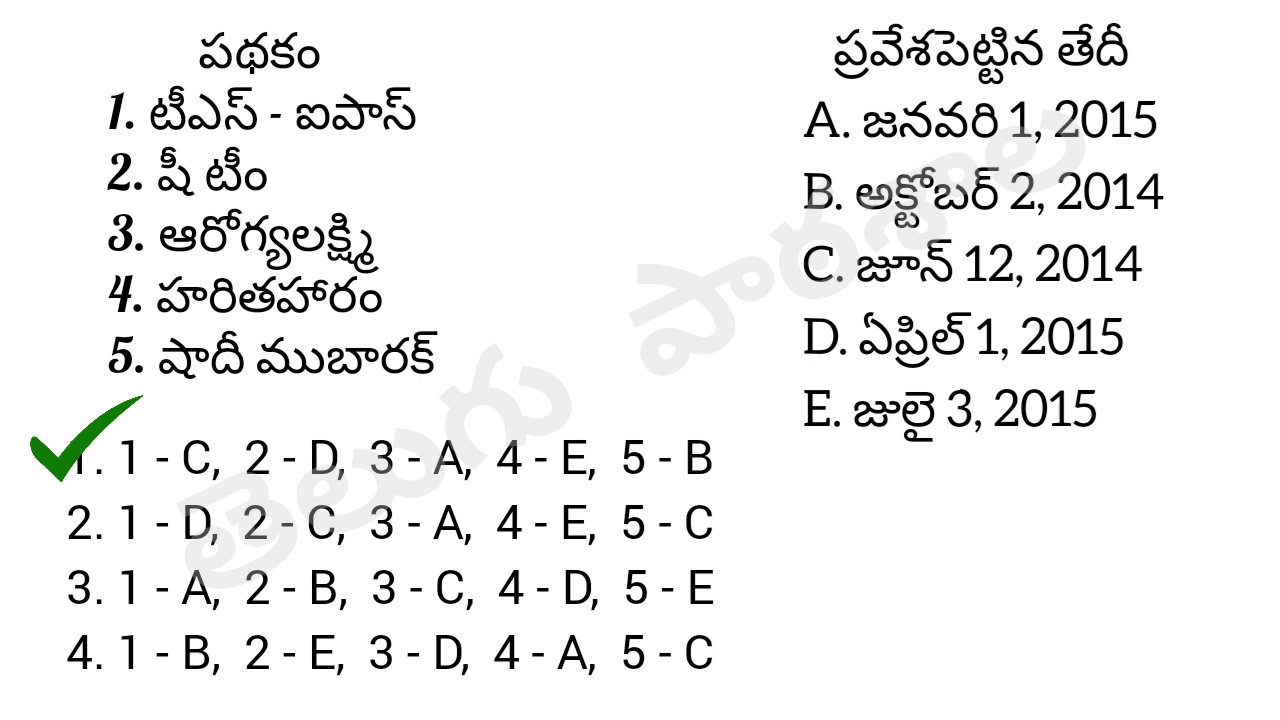 పథకం
1. టీఎస్ - ఐపాస్
2. షీ టీం
3. ఆరోగ్యలక్ష్మి
4. హరితహారం
5. షాదీ ముబారక్
ప్రవేశపెట్టిన తేదీ
A. జనవరి 1, 2015
B. అక్టోబర్ 2, 2014
C. జూన్ 12, 2014
D. ఏప్రిల్ 1, 2015
E. జులై 3, 2015
1. 1 - C, 2 - D, 3 - A, 4 - E, 5 - B
2. 1 - D, 2 - C, 3 - A, 4 - E, 5 - C
3. 1 - A, 2 - B, 3 - C, 4 - D, 5 - E
4. 1 - B, 2 - E, 3 - D, 4 - A, 5 - C
తెలుగు పాఠశాల